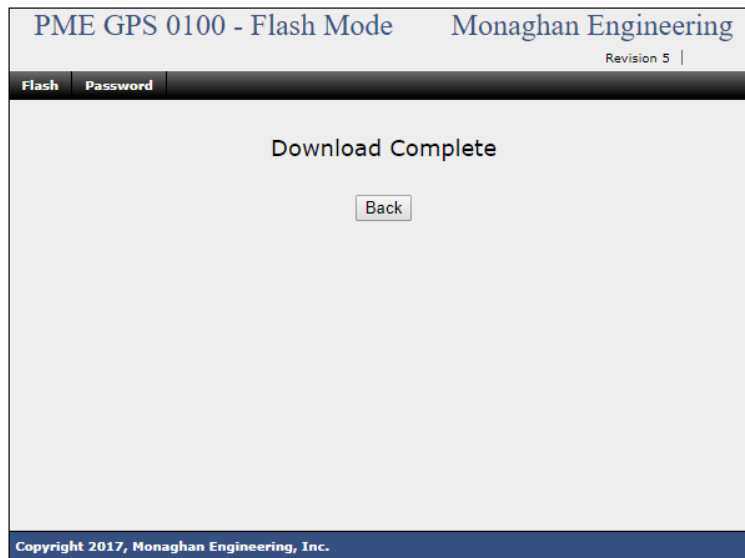 PME GPS 0100 - Flash Mode Monaghan Engineering
Revision 5 |
Flash Password
Download Complete
Back
Copyright 2017, Monaghan Engineering, Inc.